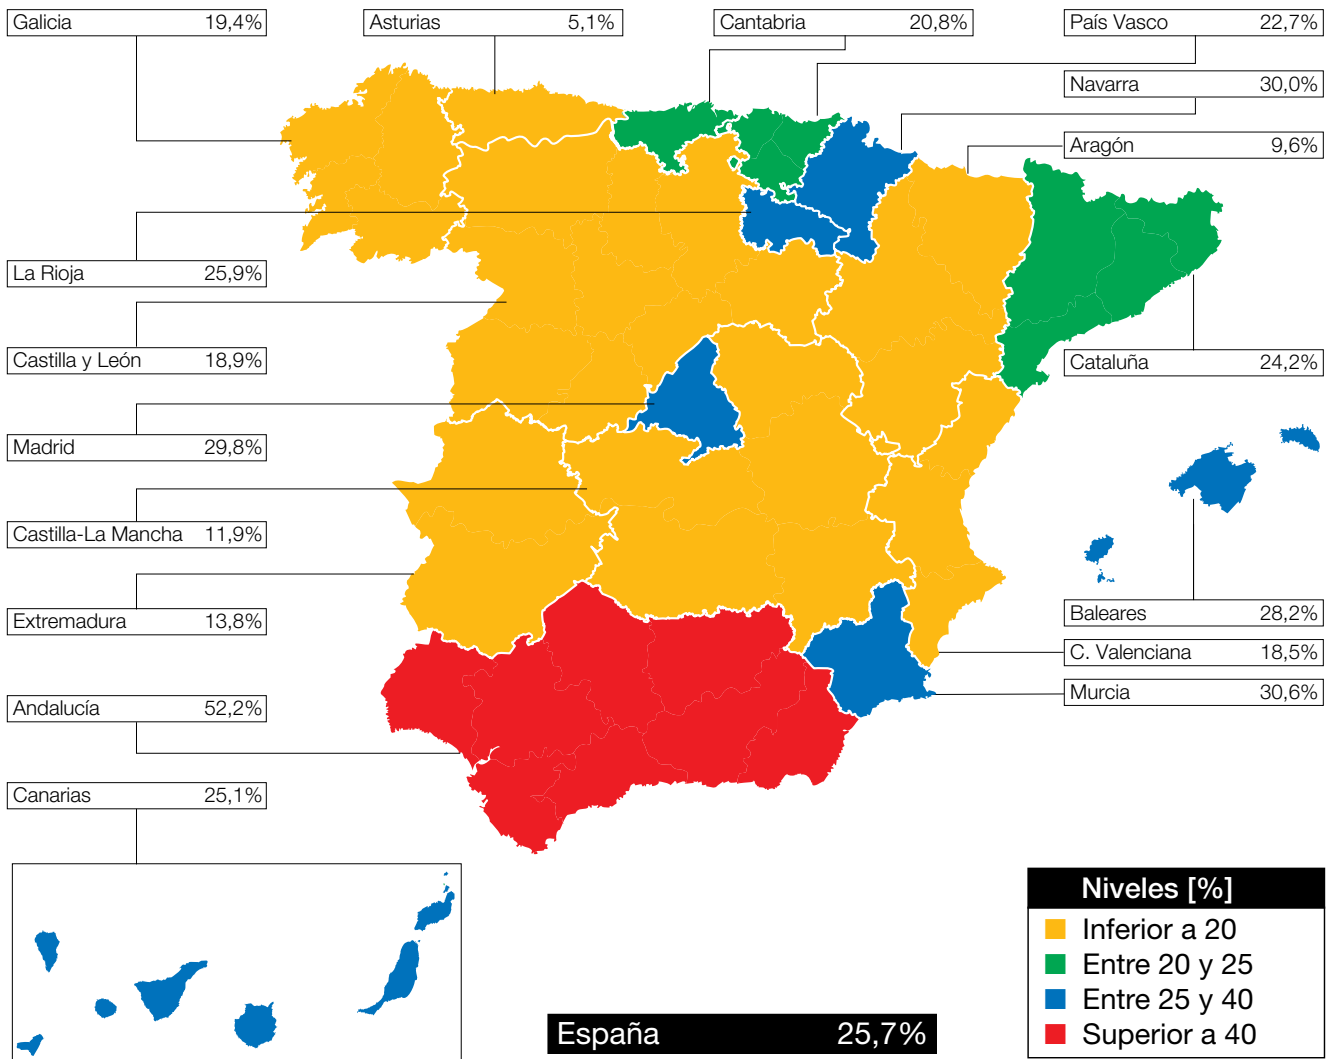 Galicia 19,4%
Asturias 5,1%
Cantabria 20,8%
País Vasco 22,7%
Navarra 30,0%
Aragón 9,6%
La Rioja 25,9%
Castilla y León 18,9%
Cataluña 24,2%
Madrid 29,8%
Castilla-La Mancha 11,9%
Extremadura 13,8%
Baleares 28,2%
C. Valenciana 18,5%
Murcia 30,6%
Andalucía 52,2%
Canarias 25,1%
Niveles [%]
Inferior a 20
Entre 20 y 25
Entre 25 y 40
Superior a 40
España 25,7%